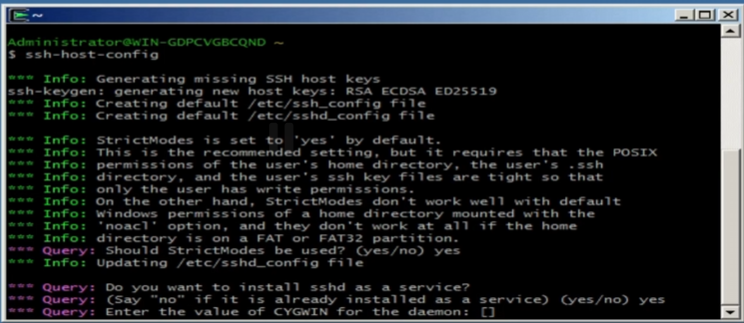 ~
Administrator@WIN-GDPCVGBCQND ~
$ ssh-host-config
*** Info: Generating missing SSH host keys
ssh-keygen: generating new host keys: RSA ECDSA ED25519
*** Info: Creating default /etc/ssh_config file
*** Info: Creating default /etc/sshd_config file
*** Info: StrictModes is set to 'yes' by default.
*** Info: This is the recommended setting, but it requires that the POSIX
*** Info: permissions of the user's home directory, the user's .ssh
*** Info: directory, and the user's ssh key files are tight so that
*** Info: only the user has write permissions.
*** Info: On the other hand, StrictModes don't work well with default
*** Info: Windows permissions of a home directory mounted with the
*** Info: 'noacl' option, and they don't work at all if the home
*** Info: directory is on a FAT or FAT32 partition.
*** Query: Should StrictModes be used? (yes/no) yes
*** Info: Updating /etc/sshd_config file
*** Query: Do you want to install sshd as a service?
*** Query: (Say "no" if it is already installed as a service) (yes/no) yes
*** Query: Enter the value of CYGWIN for the daemon: []